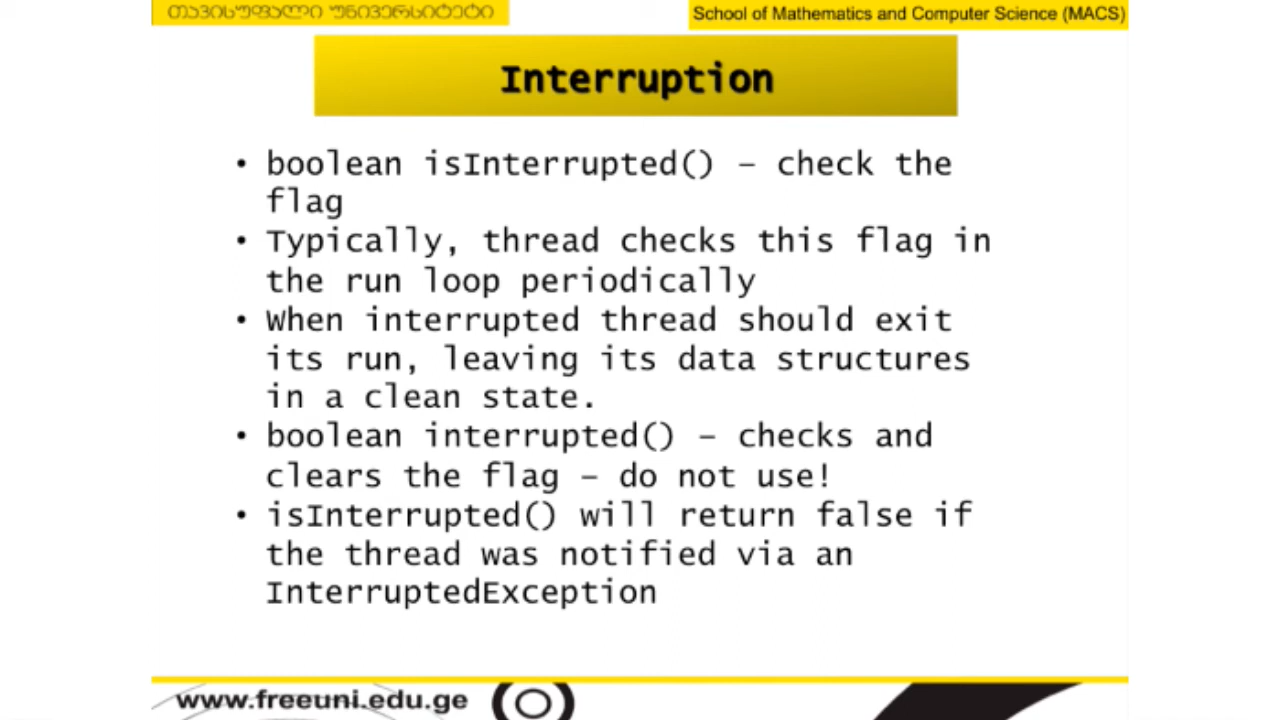 თავისუფალი უნივერსიტეტი
School of Mathematics and Computer Science (MACS)
Interruption
• boolean isInterrupted() – check the
flag
• Typically, thread checks this flag in
the run loop periodically
• When interrupted thread should exit
its run, leaving its data structures
in a clean state.
• boolean interrupted() – checks and
clears the flag – do not use!
• isInterrupted() will return false if
the thread was notified via an
InterruptedException
www.freeuni.edu.ge